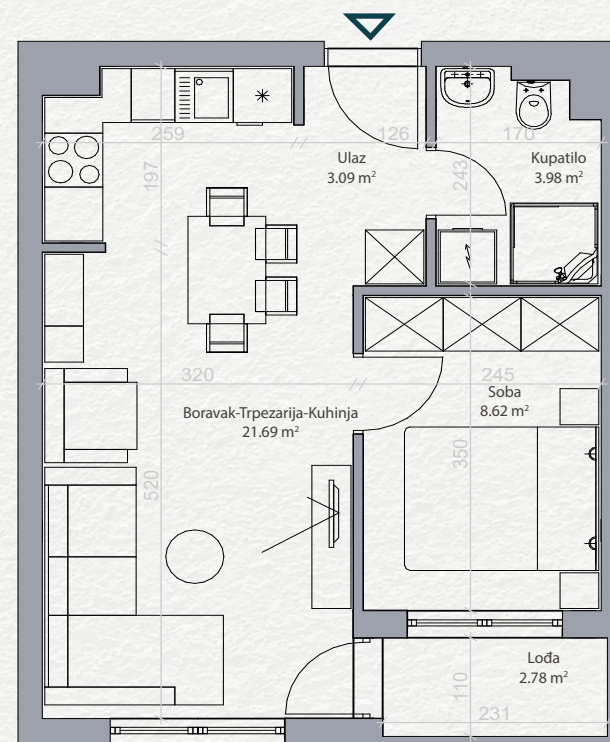 259
126
170
Ulaz
3.09 m²
Kupatilo
3.98 m²
197
243
320
245
Soba
8.62 m²
Boravak-Trpezarija-Kuhinja
21.69 m²
350
520
Lođa
2.78 m²
110
231